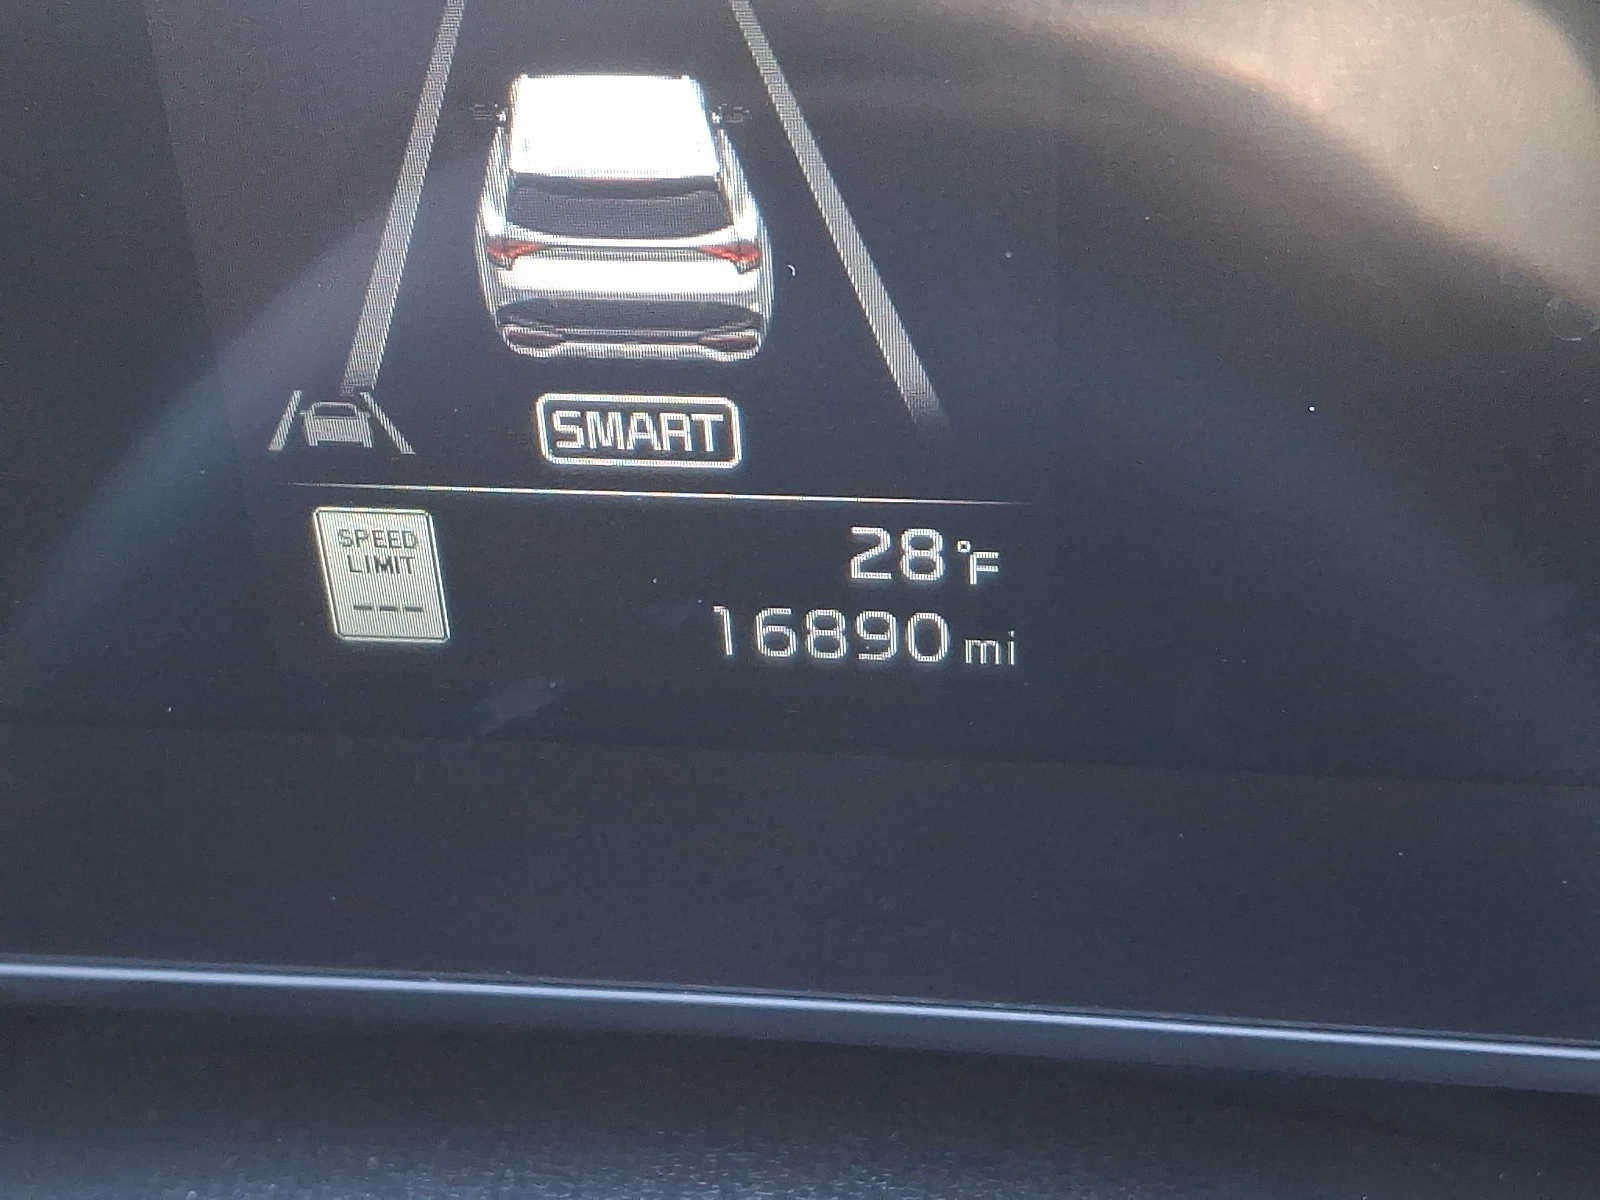 SMART
SPEED
LIMIT
---
28°F
16890 mi